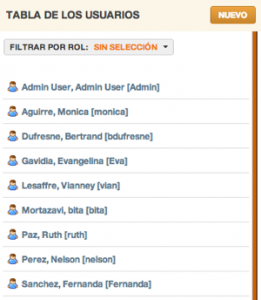 TABLA DE LOS USUARIOS
NUEVO
FILTRAR POR ROL: SIN SELECCIÓN
Admin User, Admin User [Admin]
Aguirre, Monica [monica]
Dufresne, Bertrand [bdufresne]
Gavidia, Evangelina [Eva]
Lesaffre, Vianney [vian]
Mortazavi, bita [bita]
Paz, Ruth [ruth]
Perez, Nelson [nelson]
Sanchez, Fernanda [Fernanda]